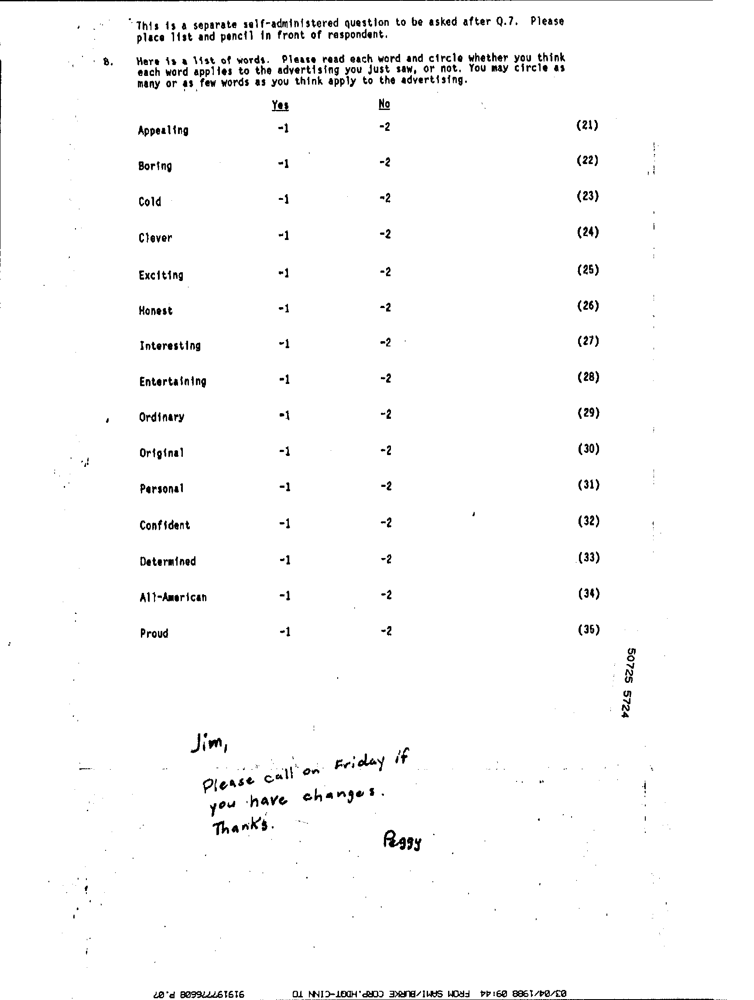 This is a separate self-administered question to be asked after Q.7. Please
place list and pencil in front of respondent.
8. Here is a list of words. Please read each word and circle whether you think
each word applies to the advertising you just saw, or not. You may circle as
many or as few words as you think apply to the advertising.
Yes No
Appealing -1 -2 (21)
Boring -1 -2 (22)
Cold -1 -2 (23)
Clever -1 -2 (24)
Exciting -1 -2 (25)
Honest -1 -2 (26)
Interesting -1 -2 (27)
Entertaining -1 -2 (28)
Ordinary -1 -2 (29)
Original -1 -2 (30)
Personal -1 -2 (31)
Confident -1 -2 (32)
Determined -1 -2 (33)
All-American -1 -2 (34)
Proud -1 -2 (35)
50725 5724
Jim,
Please call on Friday if
you have changes.
Thanks.
Peggy
03/04/1988 09:44 FROM SAMI/BURKE CORP.HDQT-CINN TO 919197776608 P.07